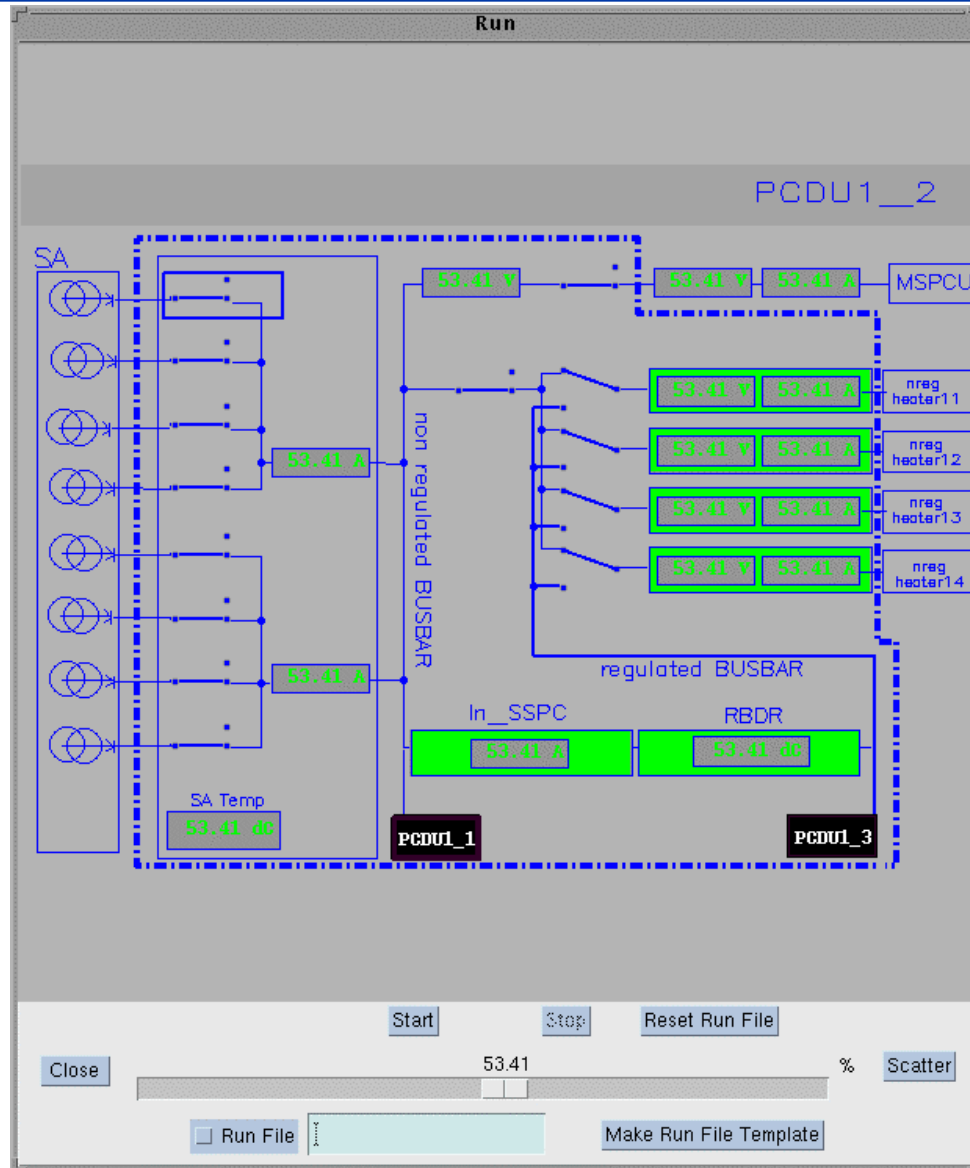 Run
PCDU1__2
SA
53.41 V
53.41 V
53.41 A
MSPCU
53.41 V
53.41 A
nreg
heater11
non regulated BUSBAR
53.41 V
53.41 A
nreg
heater12
53.41 A
53.41 V
53.41 A
nreg
heater13
53.41 V
53.41 A
nreg
heater14
53.41 A
regulated BUSBAR
In__SSPC
RBDR
53.41 A
53.41 dC
SA Temp
53.41 dC
PCDU1_1
PCDU1_3
Start
Stop
Reset Run File
Close
53.41
%
Scatter
Run File
Make Run File Template